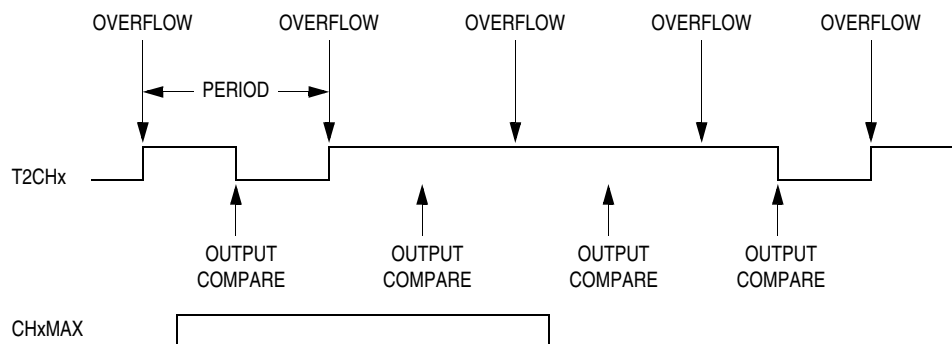 OVERFLOW OVERFLOW OVERFLOW OVERFLOW OVERFLOW
PERIOD
T2CHx
OUTPUT COMPARE
OUTPUT COMPARE
OUTPUT COMPARE
OUTPUT COMPARE
CHxMAX